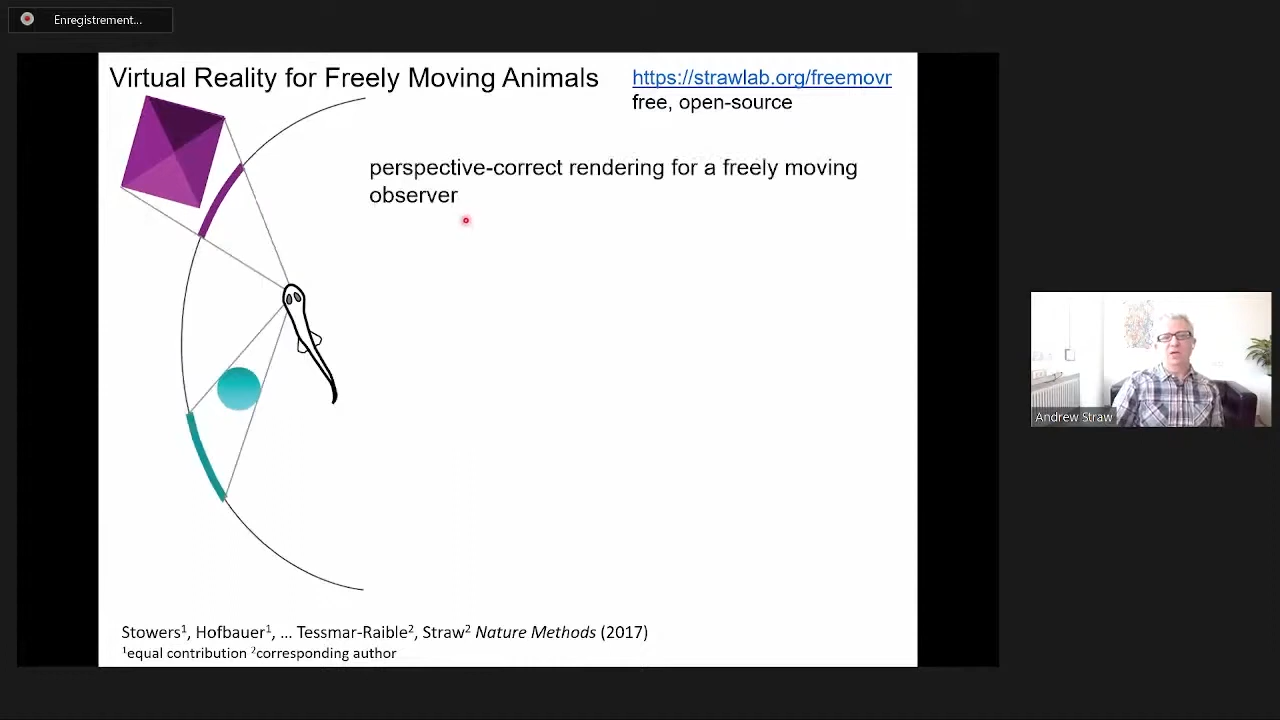 Enregistrement...
Virtual Reality for Freely Moving Animals
https://strawlab.org/freemovr
free, open-source
perspective-correct rendering for a freely moving
observer
Andrew Straw
Stowers¹, Hofbauer¹, ... Tessmar-Raible², Straw² Nature Methods (2017)
¹equal contribution ²corresponding author